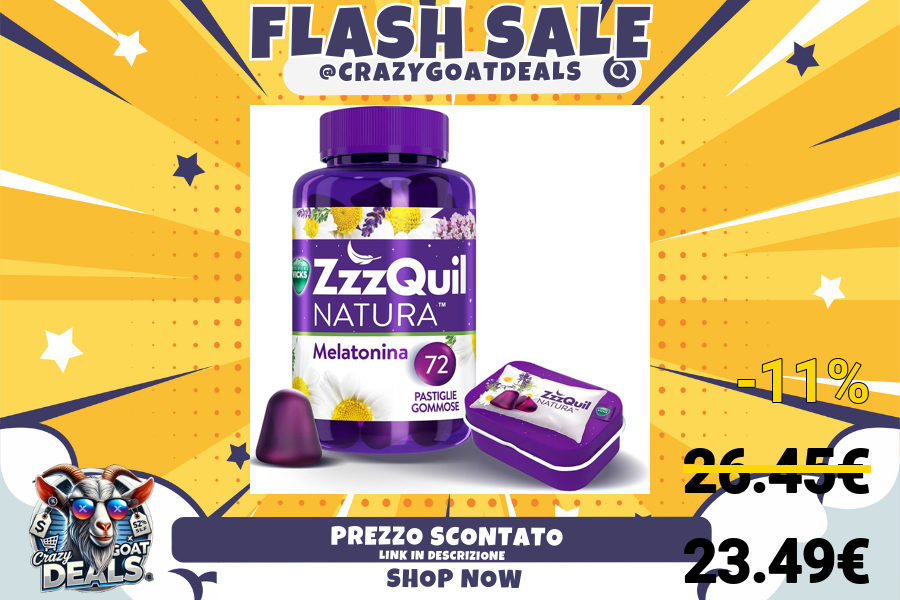 FLASH SALE
@CRAZYGOATDEALS
VICKS
ZzzQuil
NATURA™
Melatonina
72
PASTIGLIE
GOMMOSE
ZzzQuil
NATURA
-11%
26.45€
23.49€
PREZZO SCONTATO
LINK IN DESCRIZIONE
SHOP NOW
$
52%
Crazy
GOAT
DEALS